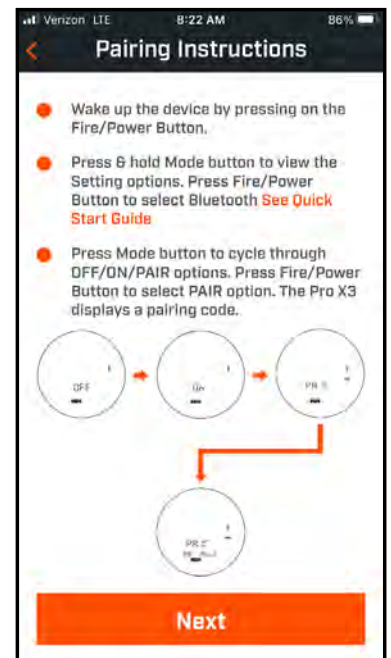 Verizon LTE 8:22 AM 86%
Pairing Instructions
Wake up the device by pressing on the
Fire/Power Button.
Press & hold Mode button to view the
Setting options. Press Fire/Power
Button to select Bluetooth See Quick
Start Guide
Press Mode button to cycle through
OFF/ON/PAIR options. Press Fire/Power
Button to select PAIR option. The Pro X3
displays a pairing code.
OFF
On
Next